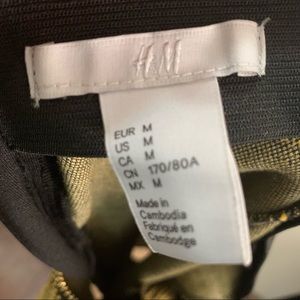 H&M
EUR M
US M
CA M
CN 170/80A
MX M
Made in
Cambodia
Fabriqué en
Cambodge